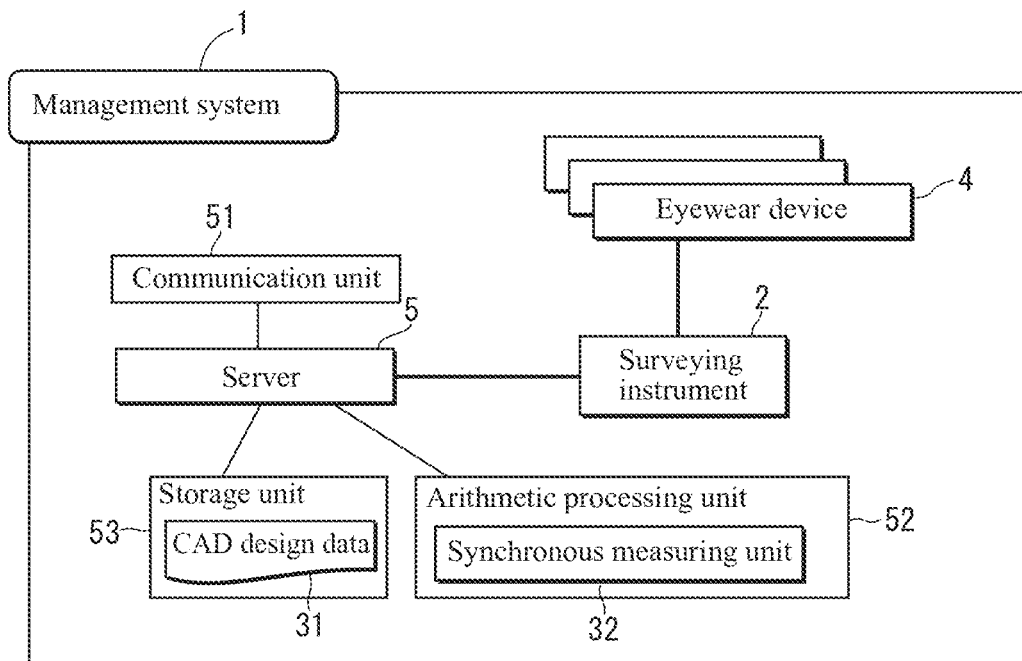 1
Management system
4
Eyewear device
51
Communication unit
5
Server
2
Surveying
instrument
Storage unit
53
CAD design data
31
Arithmetic processing unit
52
Synchronous measuring unit
32